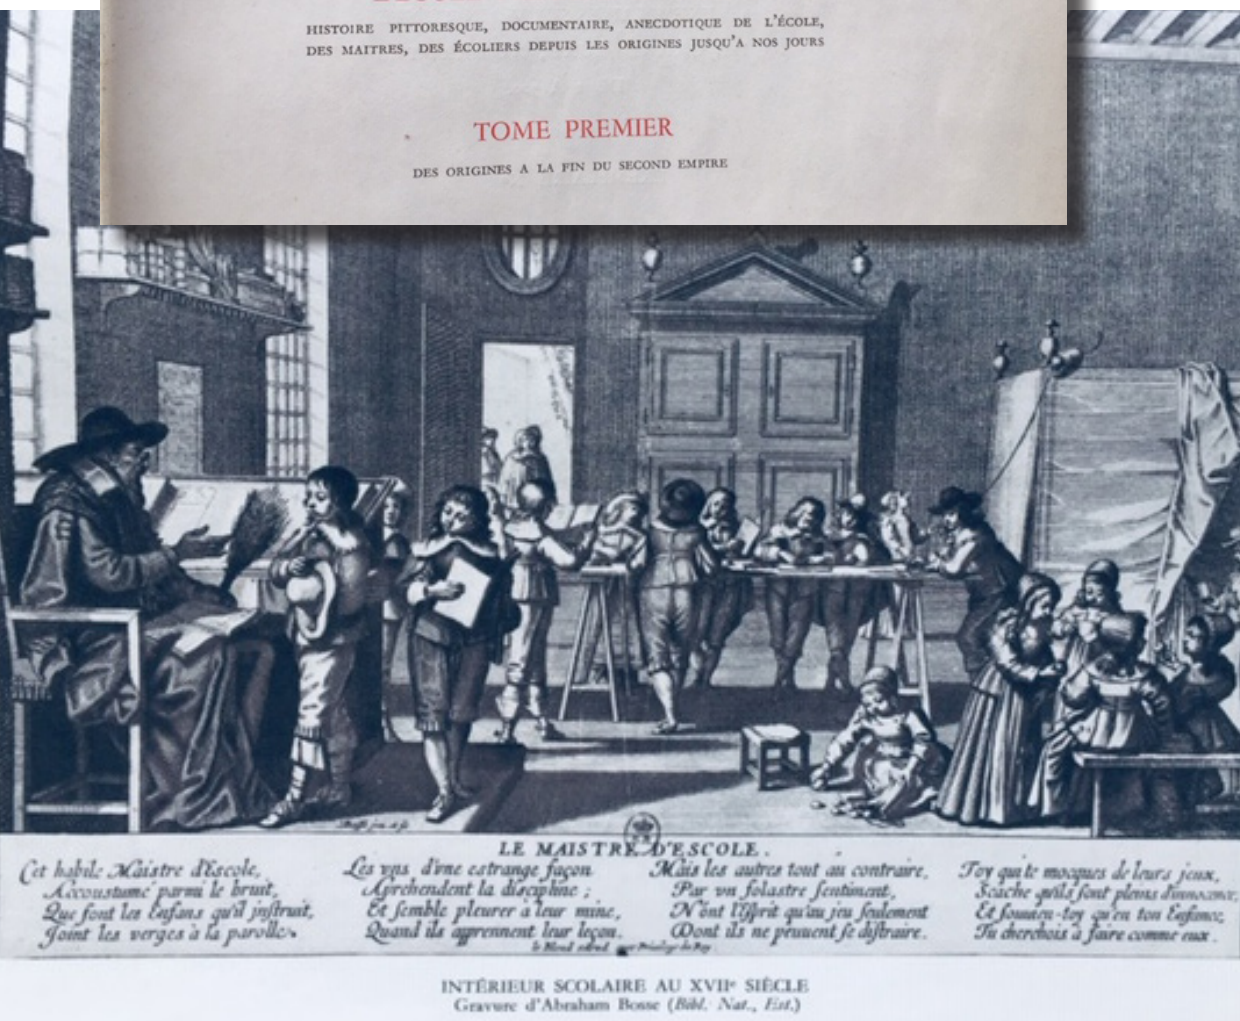 HISTOIRE PITTORESQUE, DOCUMENTAIRE, ANECDOTIQUE DE L'ÉCOLE,
DES MAITRES, DES ÉCOLIERS DEPUIS LES ORIGINES JUSQU'A NOS JOURS
TOME PREMIER
DES ORIGINES A LA FIN DU SECOND EMPIRE
LE MAISTRE D'ESCOLE.
Cet habile Maistre d'Escole,
Accoustumé parmi le bruit,
Que font les Enfans qu'il instruit,
Joint les verges à la parolle.
Les vns d'vne estrange façon
Aprehendent la discipline ;
Et semble pleurer à leur mine,
Quand ils apprennent leur leçon.
Mais les autres tout au contraire,
Par vn folastre sentiment,
N'ont l'Esprit qu'au jeu seulement
Dont ils ne peuuent se distraire.
Toy qui te mocques de leurs jeux,
Scache qu'ils sont pleins d'innocence,
Et souuien-toy qu'en ton Enfance,
Tu cherchois à faire comme eux.
le Blond
INTÉRIEUR SCOLAIRE AU XVIIe SIÈCLE
Gravure d'Abraham Bosse (Bibl. Nat., Est.)